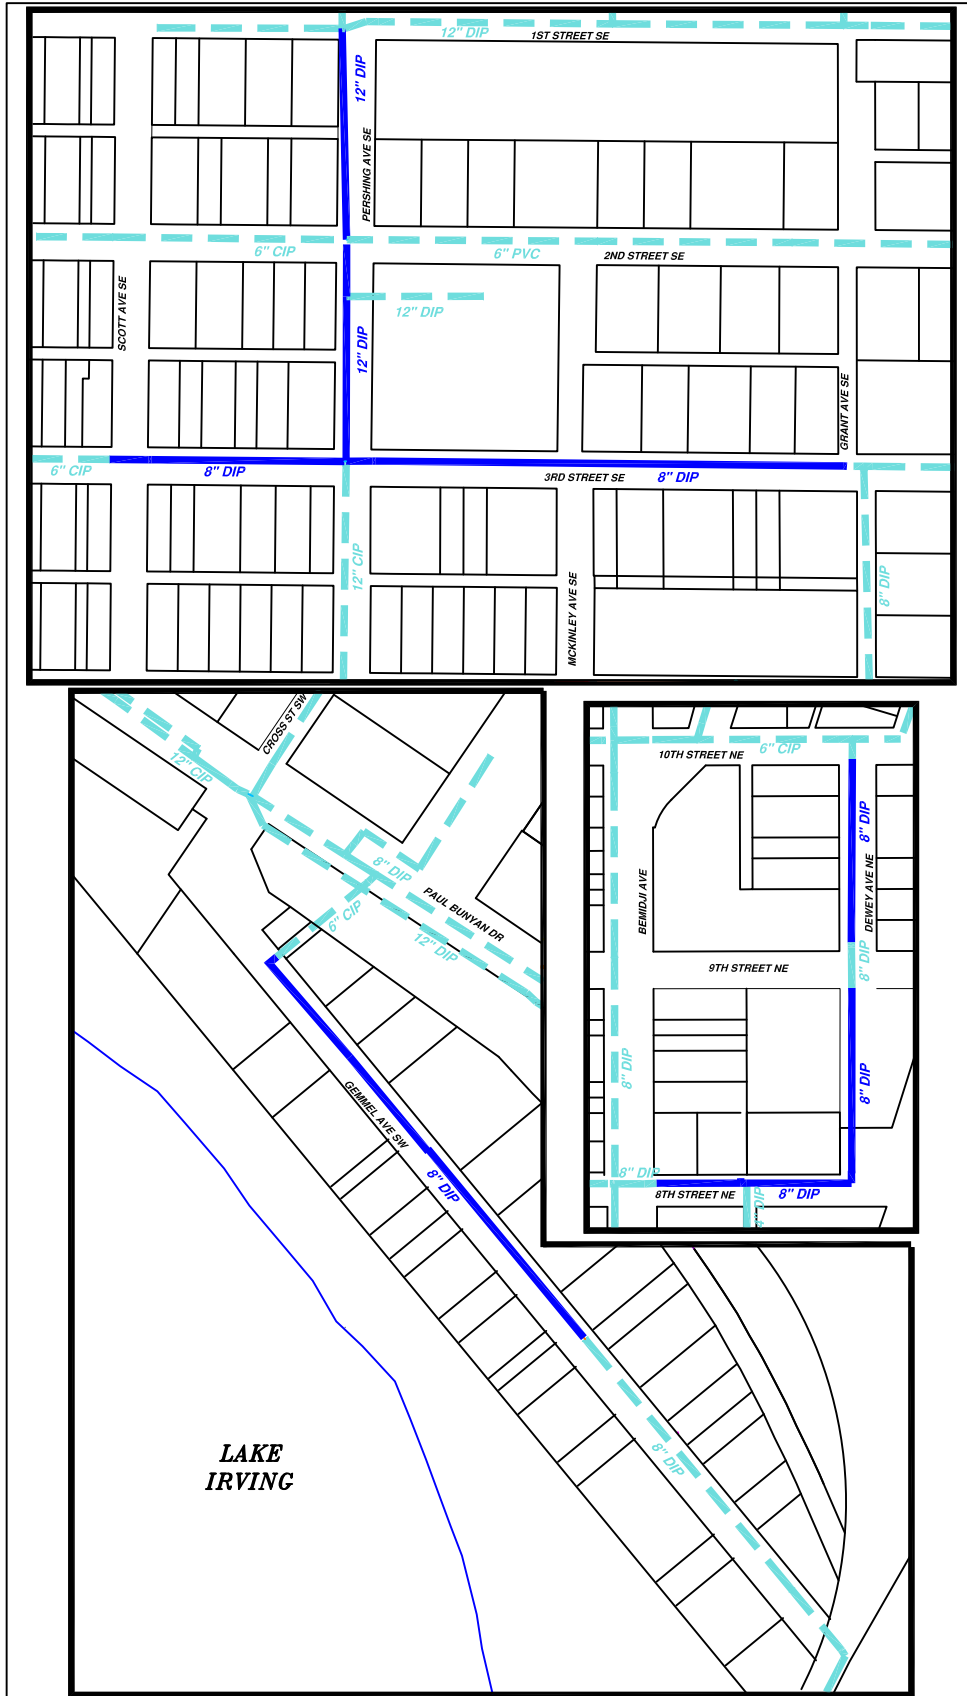 12" DIP
1ST STREET SE
12" DIP
PERSHING AVE SE
6" CIP
6" PVC
2ND STREET SE
SCOTT AVE SE
12" DIP
12" DIP
GRANT AVE SE
6" CIP
8" DIP
3RD STREET SE
8" DIP
12" CIP
MCKINLEY AVE SE
8" DIP
CROSS ST SW
12" CIP
8" DIP
PAUL BUNYAN DR
6" CIP
12" DIP
GEMMEL AVE SW
8" DIP
8" DIP
LAKE
IRVING
10TH STREET NE
6" CIP
8" DIP
DEWEY AVE NE
BEMIDJI AVE
9TH STREET NE
8" DIP
8" DIP
8" DIP
8" DIP
8TH STREET NE
8" DIP
4" DIP